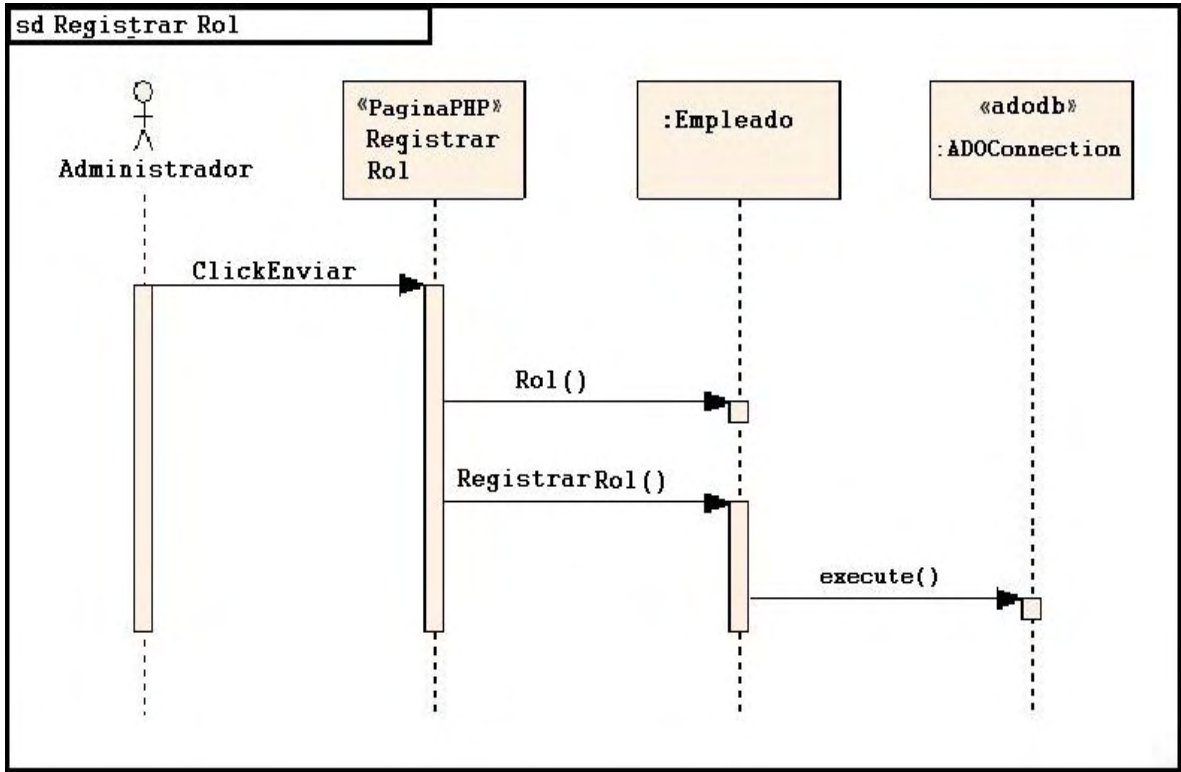 sd Registrar Rol
Administrador
«PaginaPHP»
Registrar
Rol
:Empleado
«adodb»
:ADOConnection
ClickEnviar
Rol()
RegistrarRol()
execute()